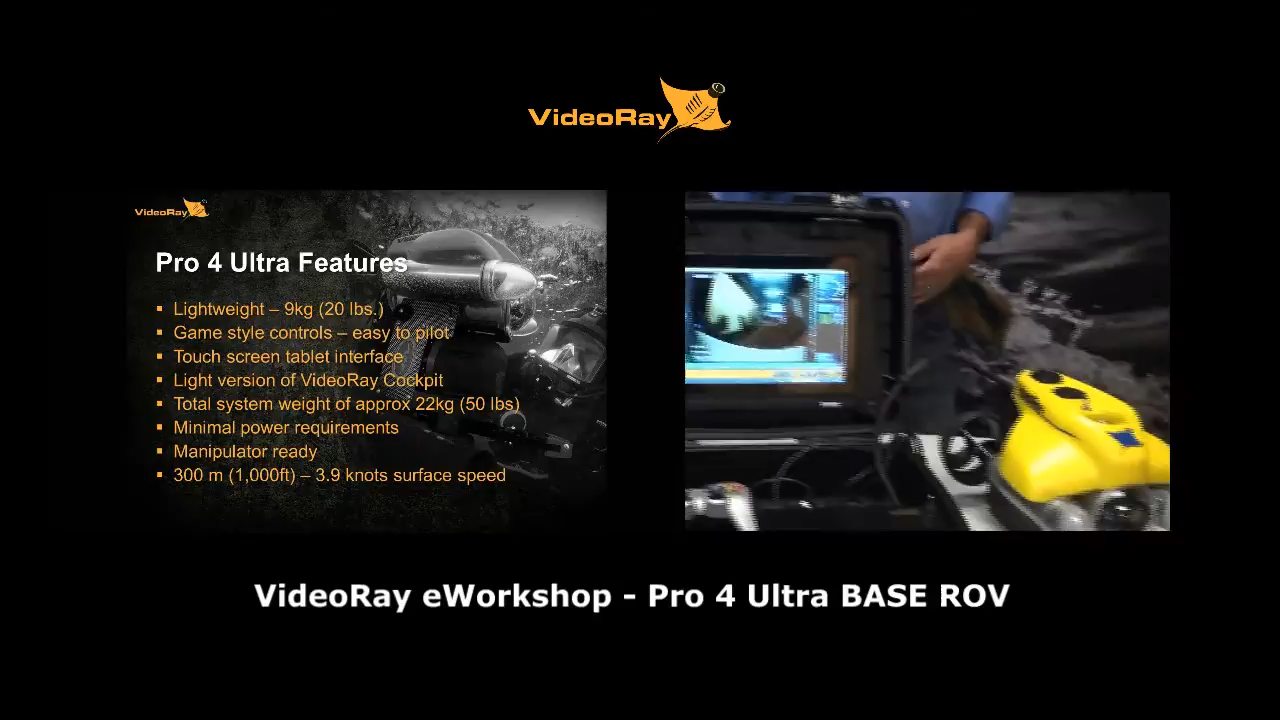 VideoRay
VideoRay
Pro 4 Ultra Features
▪ Lightweight – 9kg (20 lbs.)
▪ Game style controls – easy to pilot
▪ Touch screen tablet interface
▪ Light version of VideoRay Cockpit
▪ Total system weight of approx 22kg (50 lbs)
▪ Minimal power requirements
▪ Manipulator ready
▪ 300 m (1,000ft) – 3.9 knots surface speed
VideoRay eWorkshop - Pro 4 Ultra BASE ROV